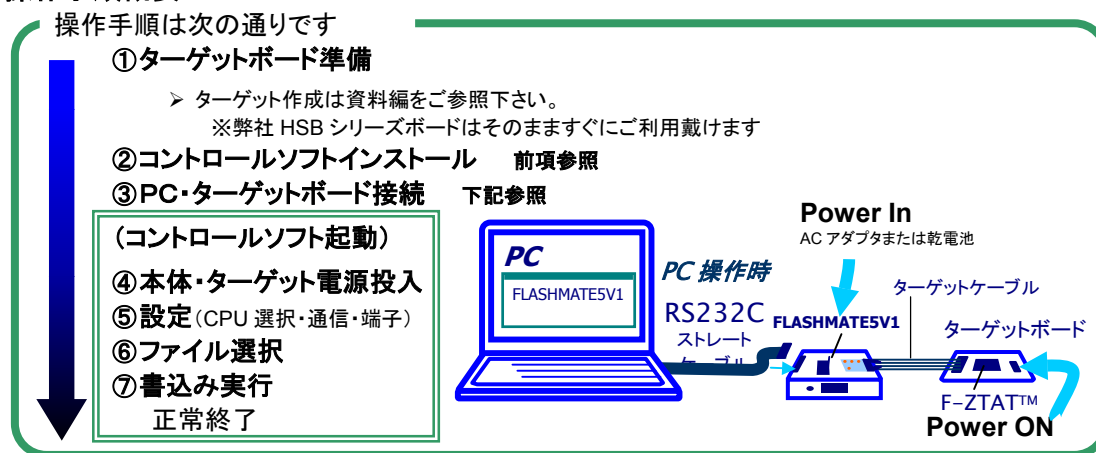 操作手順は次の通りです
①ターゲットボード準備
➢ ターゲット作成は資料編をご参照下さい。
※弊社 HSB シリーズボードはそのまますぐにご利用戴けます
②コントロールソフトインストール 前項参照
③PC・ターゲットボード接続 下記参照
(コントロールソフト起動)
④本体・ターゲット電源投入
⑤設定(CPU 選択・通信・端子)
⑥ファイル選択
⑦書込み実行
正常終了
PC
FLASHMATE5V1
PC 操作時
RS232C
ストレート
ケーブル
Power In
AC アダプタまたは乾電池
FLASHMATE5V1
ターゲットケーブル
ターゲットボード
F-ZTAT™
Power ON